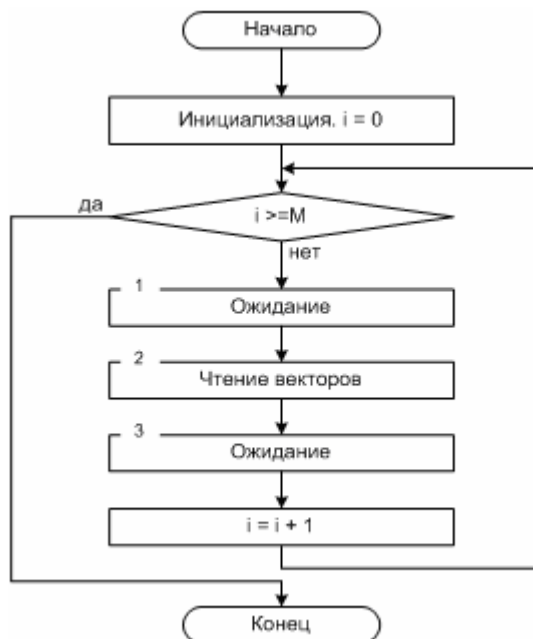 Начало
Инициализация. i = 0
i >=M
да
нет
1
Ожидание
2
Чтение векторов
3
Ожидание
i = i + 1
Конец